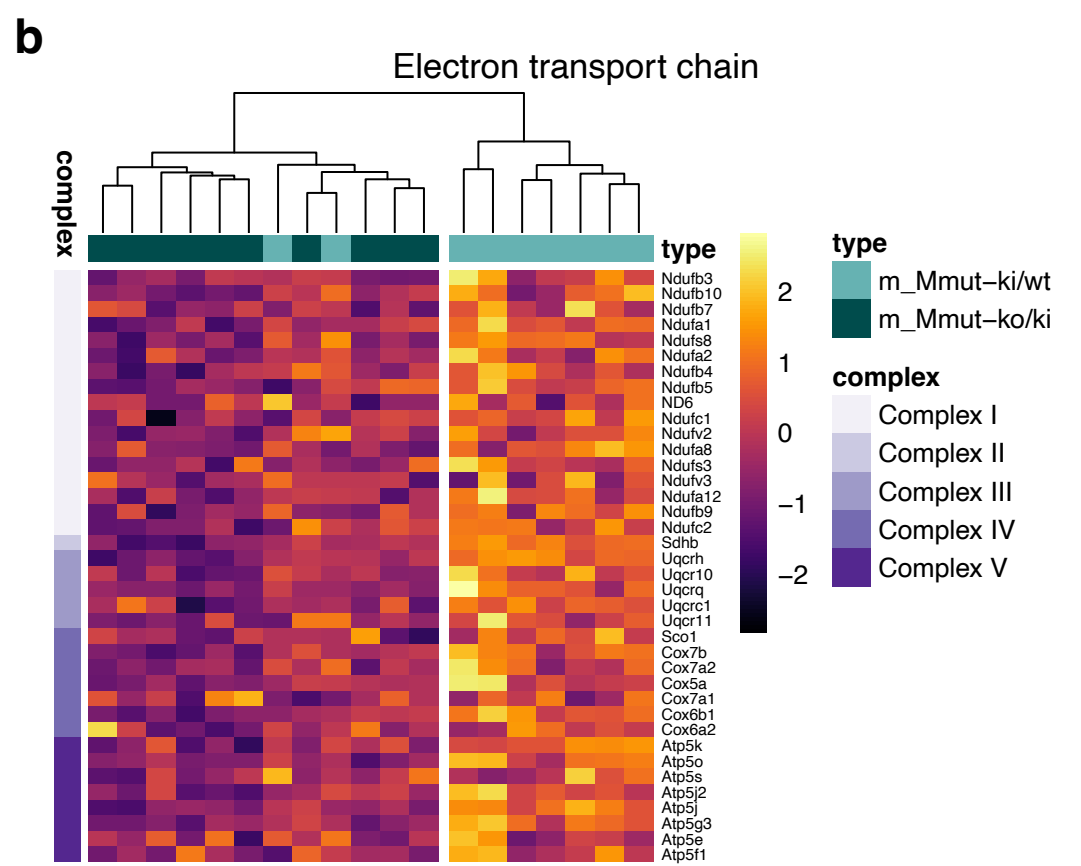 b
Electron transport chain
complex
type
Ndufb3
Ndufb10
Ndufb7
Ndufa1
Ndufs8
Ndufa2
Ndufb4
Ndufb5
ND6
Ndufc1
Ndufv2
Ndufa8
Ndufs3
Ndufv3
Ndufa12
Ndufb9
Ndufc2
Sdhb
Uqcrh
Uqcr10
Uqcrq
Uqcrc1
Uqcr11
Sco1
Cox7b
Cox7a2
Cox5a
Cox7a1
Cox6b1
Cox6a2
Atp5k
Atp5o
Atp5s
Atp5j2
Atp5j
Atp5g3
Atp5e
Atp5f1
2
1
0
−1
−2
type
m_Mmut−ki/wt
m_Mmut−ko/ki
complex
Complex I
Complex II
Complex III
Complex IV
Complex V